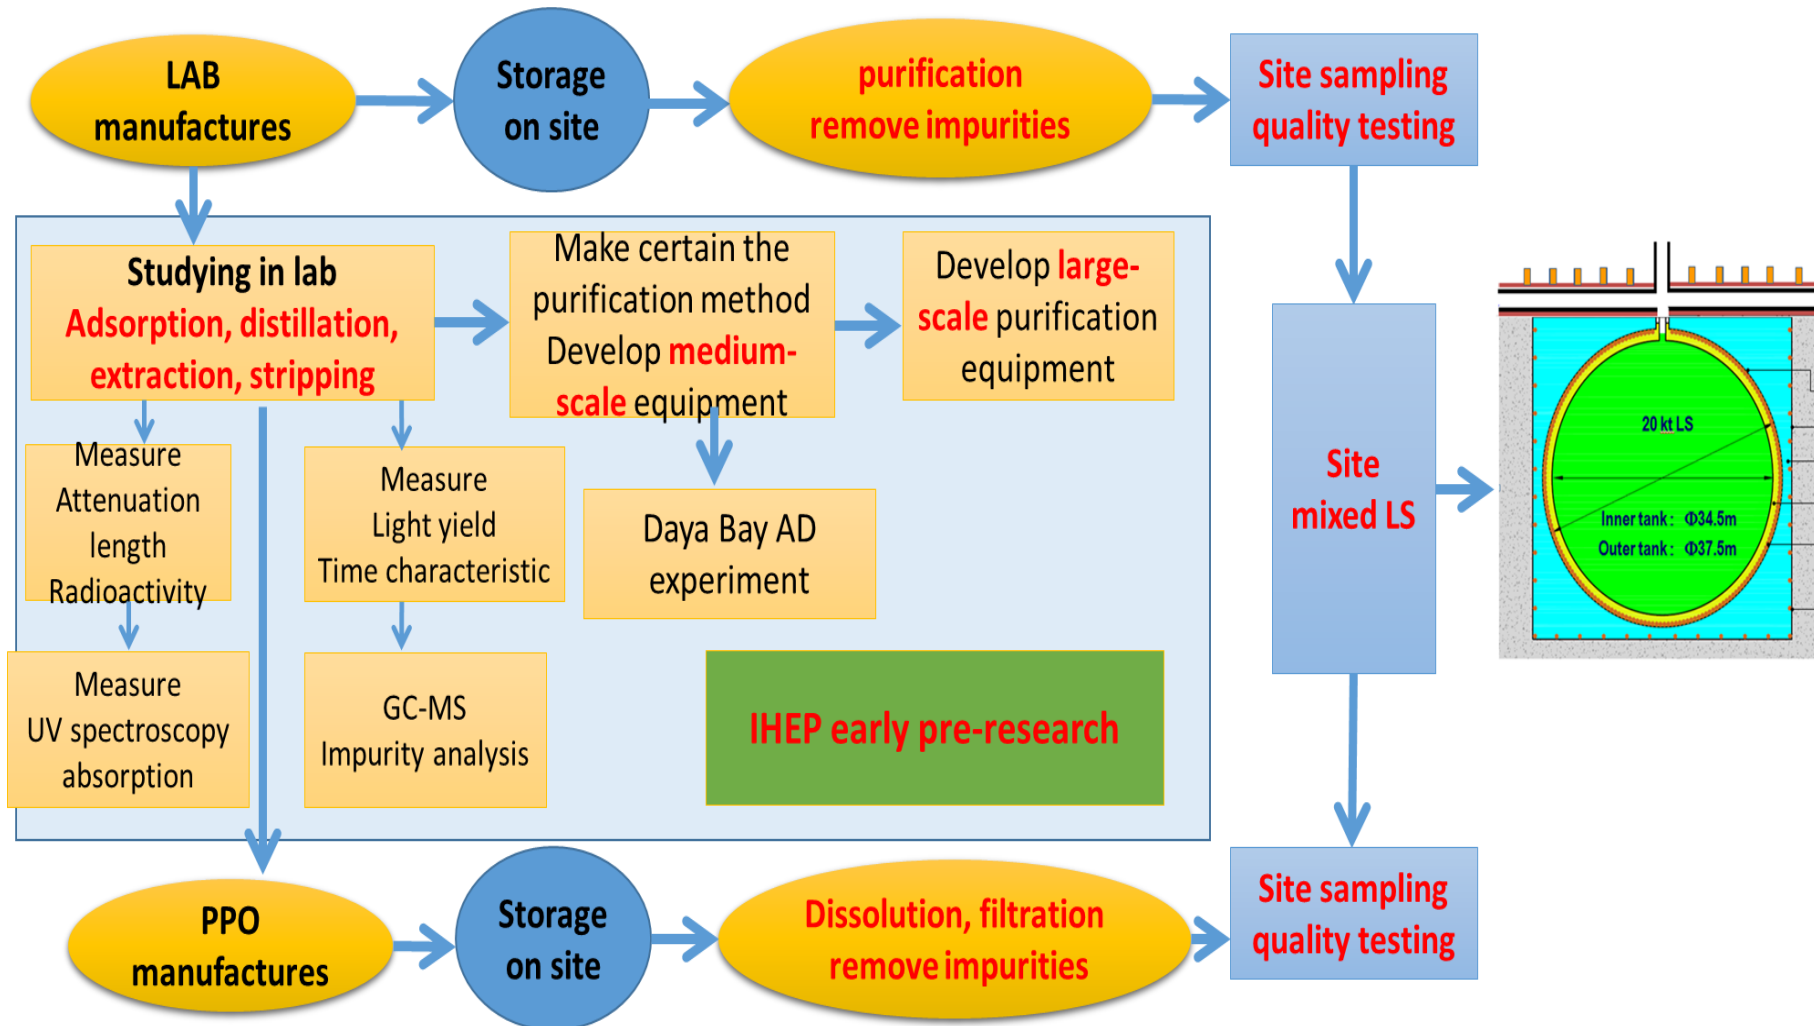 LAB
manufactures
Storage
on site
purification
remove impurities
Site sampling
quality testing
Studying in lab
Adsorption, distillation,
extraction, stripping
Make certain the
purification method
Develop medium-
scale equipment
Develop large-
scale purification
equipment
Measure
Attenuation
length
Radioactivity
Measure
Light yield
Time characteristic
Daya Bay AD
experiment
Site
mixed LS
20 kt LS
Inner tank : Φ34.5m
Outer tank : Φ37.5m
Measure
UV spectroscopy
absorption
GC-MS
Impurity analysis
IHEP early pre-research
PPO
manufactures
Storage
on site
Dissolution, filtration
remove impurities
Site sampling
quality testing